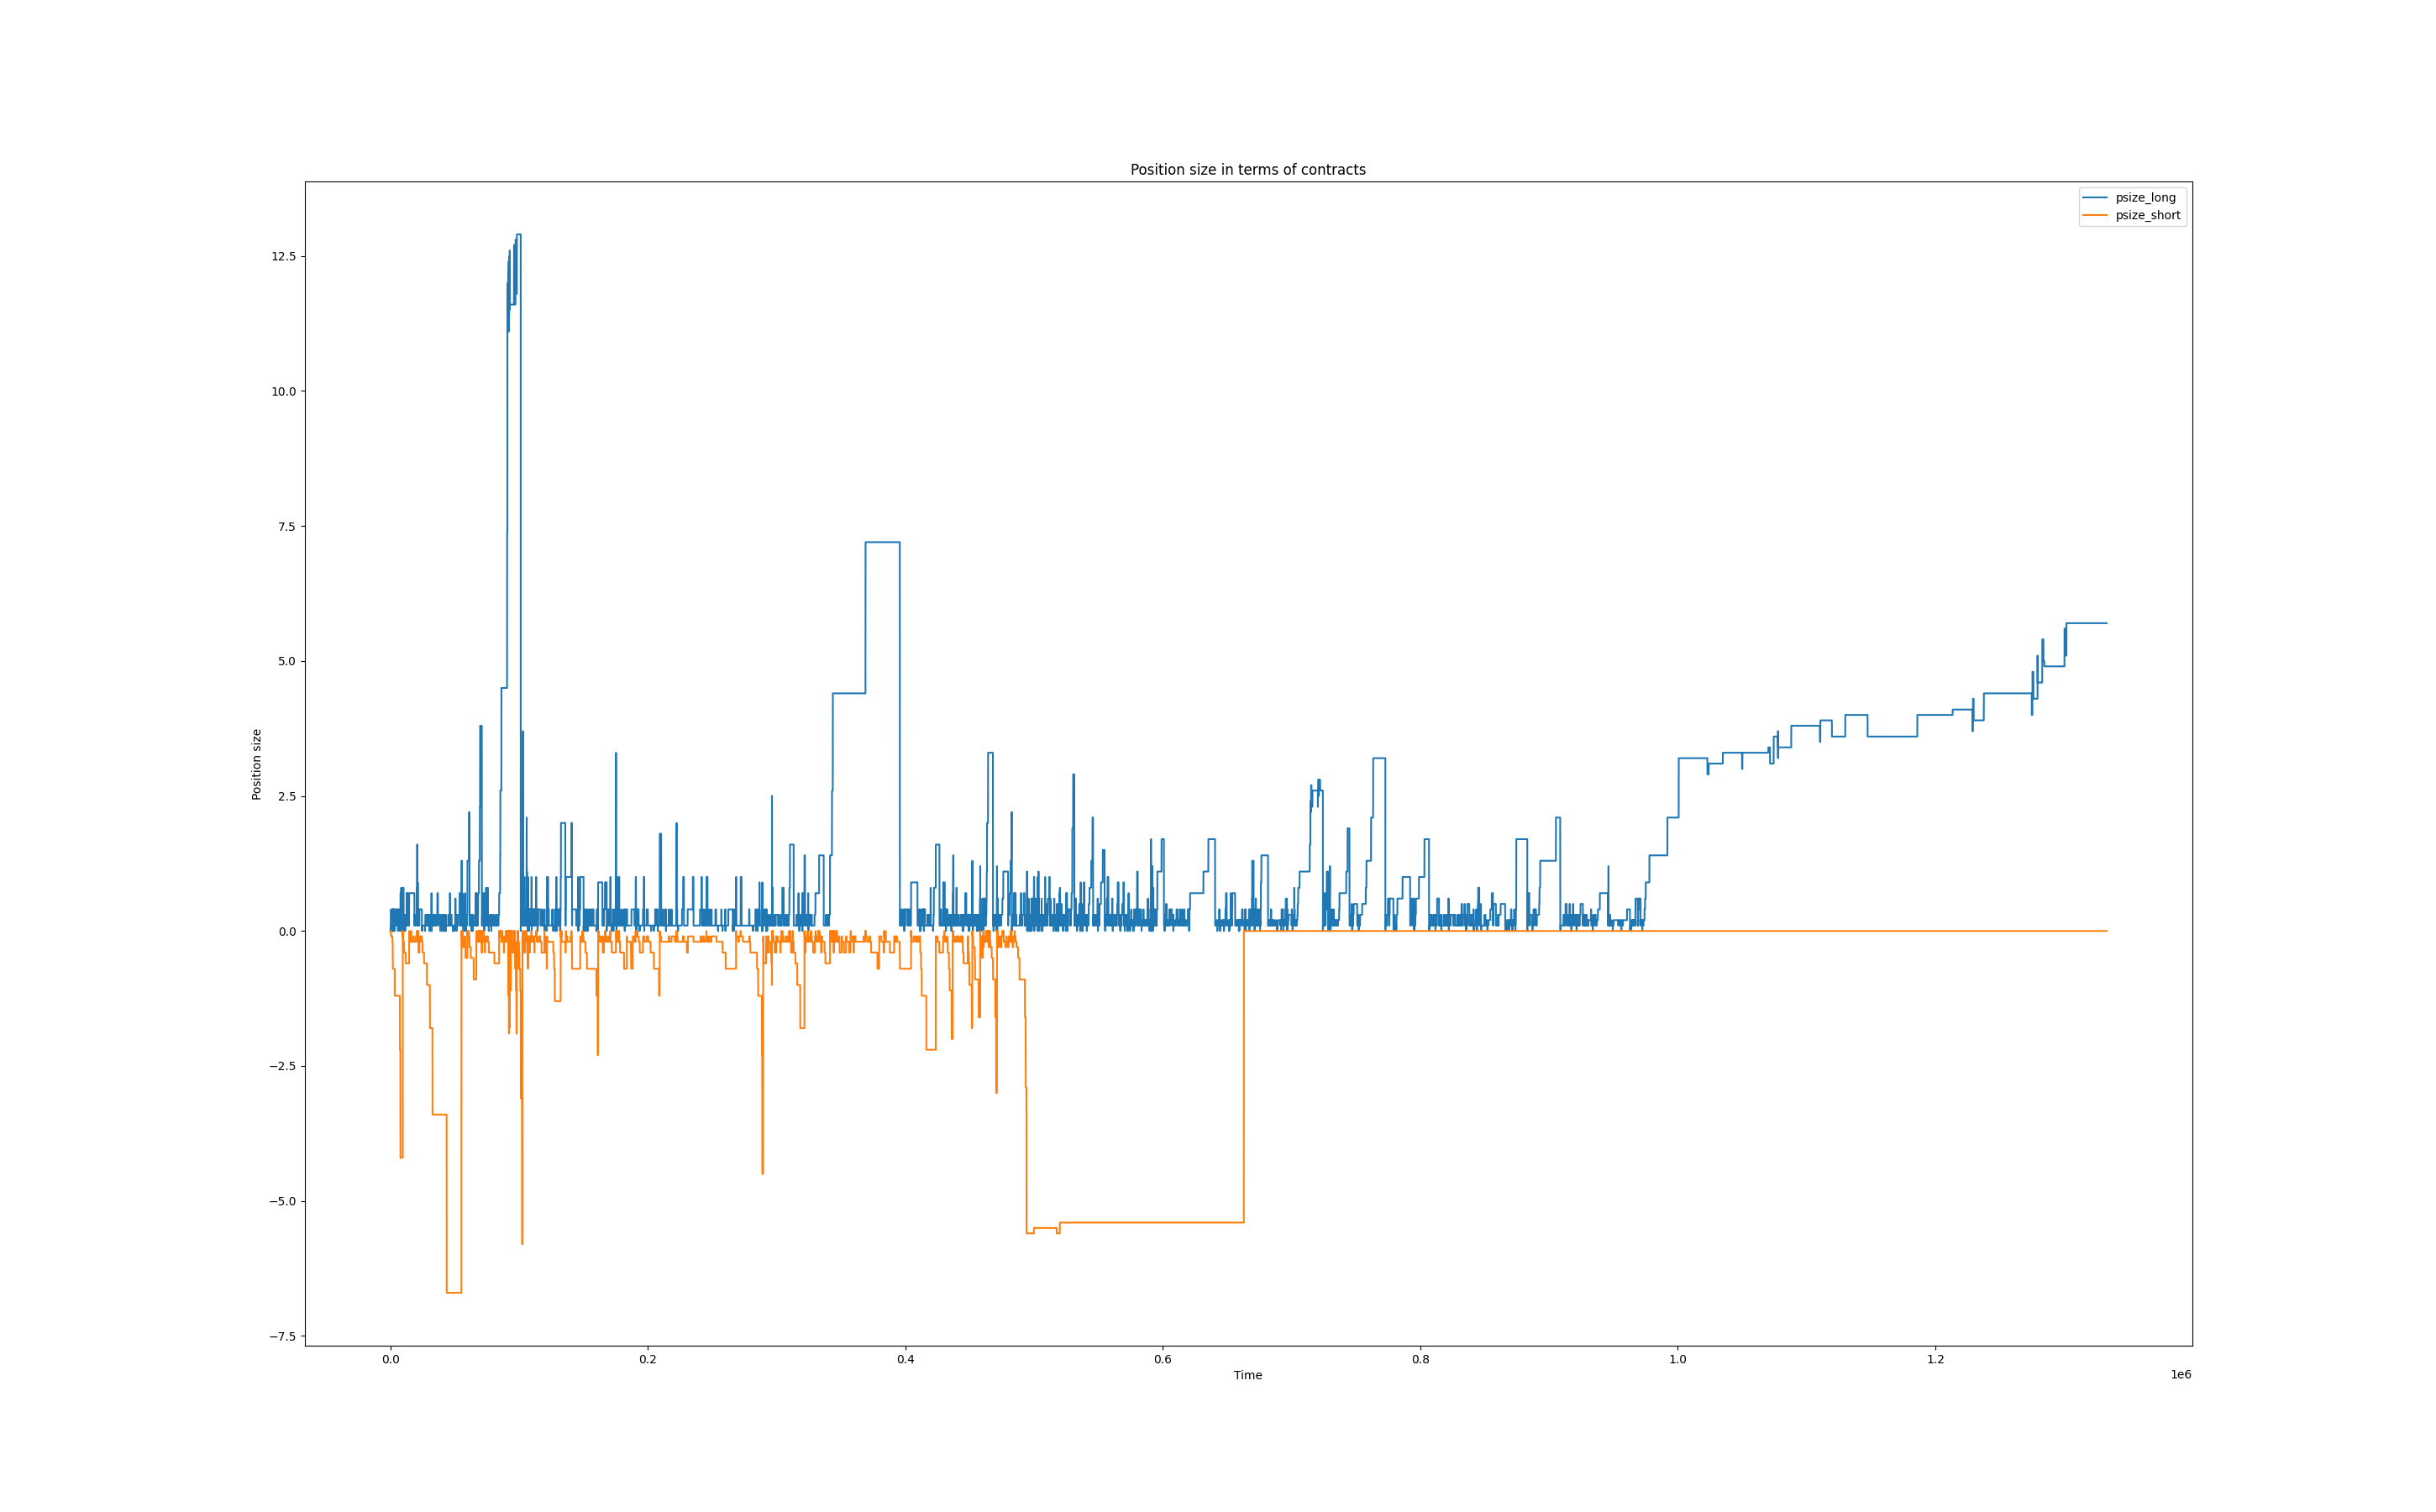 Position size in terms of contracts
psize_long
psize_short
12.5
10.0
7.5
5.0
2.5
0.0
−2.5
−5.0
−7.5
Position size
0.0 0.2 0.4 0.6 0.8 1.0 1.2
Time
1e6